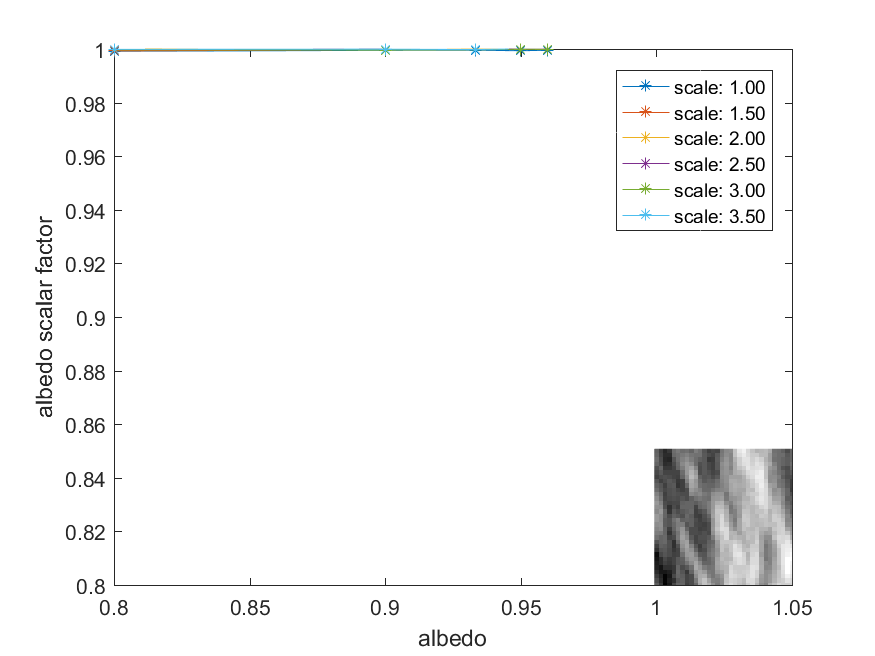 1
0.98
0.96
0.94
0.92
0.9
0.88
0.86
0.84
0.82
0.8
albedo scalar factor
scale: 1.00
scale: 1.50
scale: 2.00
scale: 2.50
scale: 3.00
scale: 3.50
0.8 0.85 0.9 0.95 1 1.05
albedo